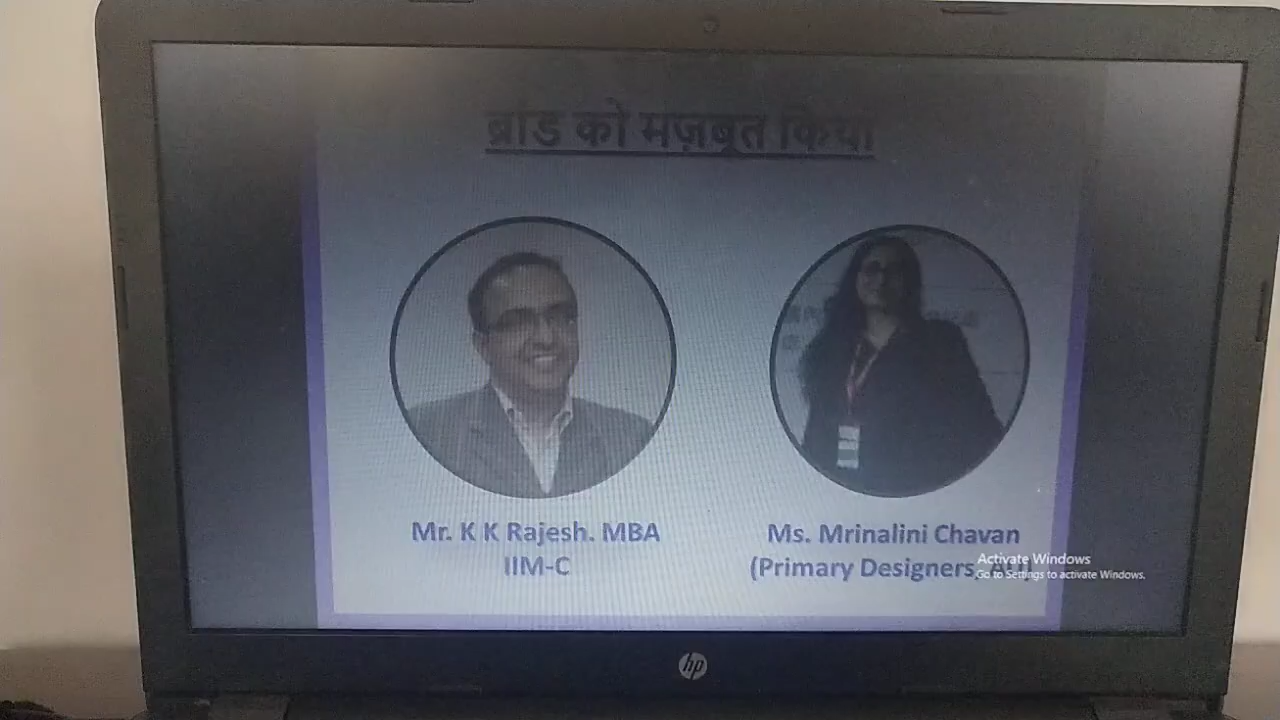 ब्रांड को मज़बूत किया
Mr. K K Rajesh. MBA
IIM-C
Ms. Mrinalini Chavan
(Primary Designers,
Activate Windows
Go to Settings to activate Windows.
hp